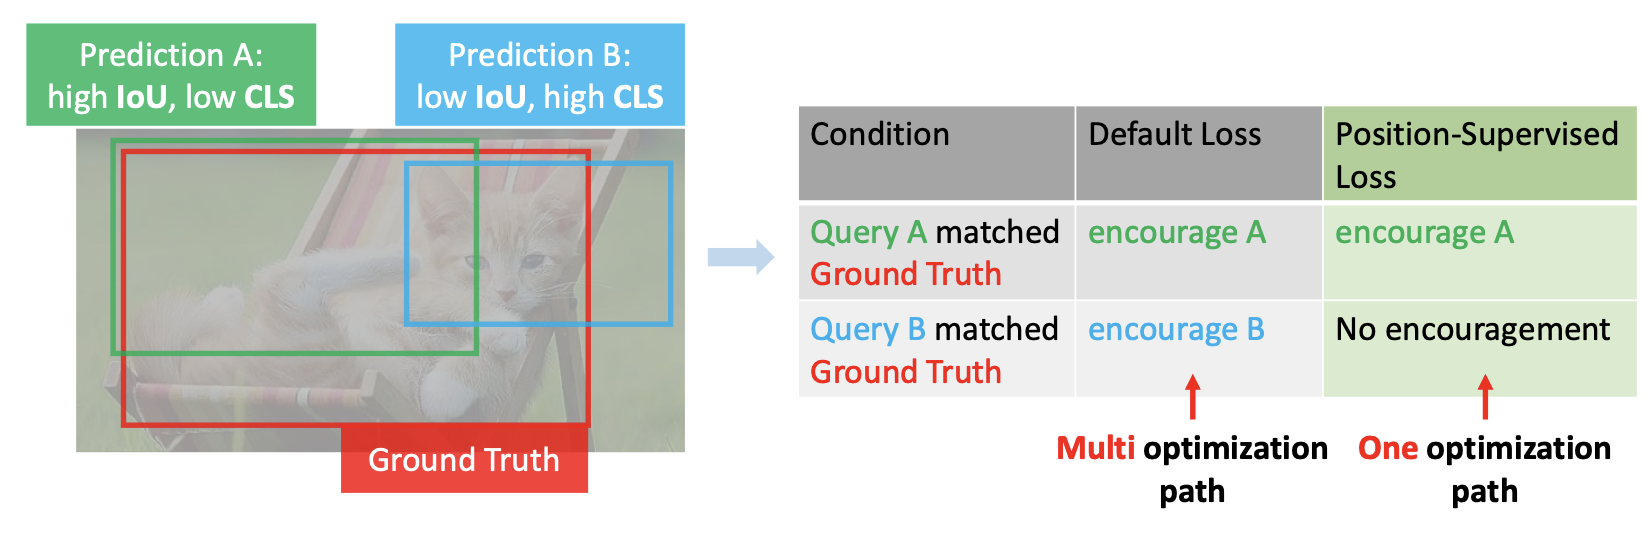 Prediction A:
high IoU, low CLS
Prediction B:
low IoU, high CLS
Ground Truth
Condition
Default Loss
Position-Supervised
Loss
Query A matched
Ground Truth
encourage A
encourage A
Query B matched
Ground Truth
encourage B
No encouragement
Multi optimization
path
One optimization
path